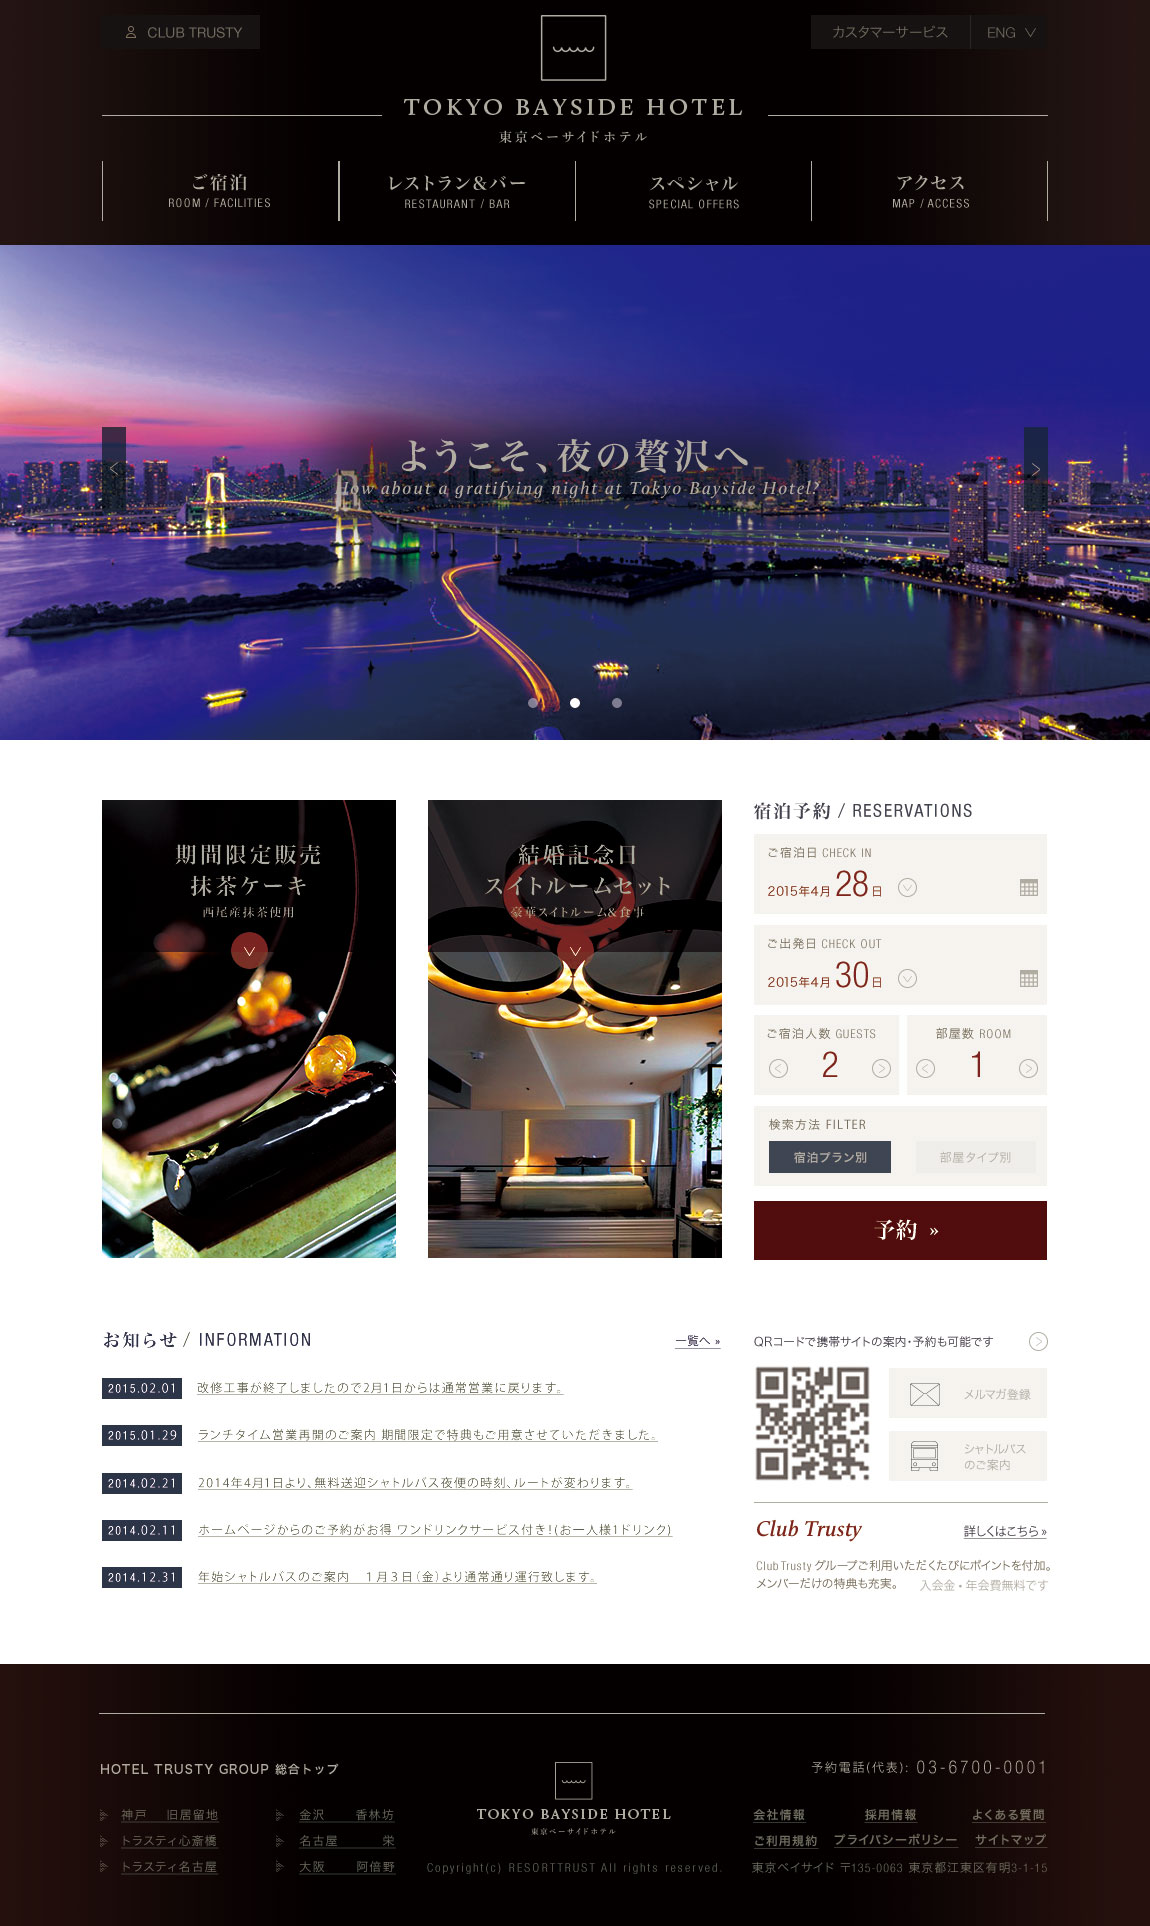 CLUB TRUSTY
カスタマーサービス
ENG
TOKYO BAYSIDE HOTEL
東京ベーサイドホテル
ご宿泊
ROOM / FACILITIES
レストラン&バー
RESTAURANT / BAR
スペシャル
SPECIAL OFFERS
アクセス
MAP / ACCESS
ようこそ、夜の贅沢へ
How about a gratifying night at Tokyo Bayside Hotel?
期間限定販売
抹茶ケーキ
西尾産抹茶使用
結婚記念日
スイトルームセット
豪華スイトルーム&食事
宿泊予約 / RESERVATIONS
ご宿泊日 CHECK IN
2015年4月 28 日
ご出発日 CHECK OUT
2015年4月 30 日
ご宿泊人数 GUESTS
2
部屋数 ROOM
1
検索方法 FILTER
宿泊プラン別
部屋タイプ別
予約 »
お知らせ / INFORMATION
一覧へ »
2015.02.01 改修工事が終了しましたので2月1日からは通常営業に戻ります。
2015.01.29 ランチタイム営業再開のご案内 期間限定で特典もご用意させていただきました。
2014.02.21 2014年4月1日より、無料送迎シャトルバス夜便の時刻、ルートが変わります。
2014.02.11 ホームページからのご予約がお得 ワンドリンクサービス付き!(お一人様1ドリンク)
2014.12.31 年始シャトルバスのご案内　1月3日(金)より通常通り運行致します。
QRコードで携帯サイトの案内・予約も可能です
メルマガ登録
シャトルバス
のご案内
Club Trusty
詳しくはこちら »
Club Trusty グループご利用いただくたびにポイントを付加。
メンバーだけの特典も充実。 入会金・年会費無料です
HOTEL TRUSTY GROUP 総合トップ
神戸 旧居留地
トラスティ心斎橋
トラスティ名古屋
金沢 香林坊
名古屋 栄
大阪 阿倍野
TOKYO BAYSIDE HOTEL
東京ベーサイドホテル
Copyright(c) RESORTTRUST All rights reserved.
予約電話(代表): 03-6700-0001
会社情報 採用情報 よくある質問
ご利用規約 プライバシーポリシー サイトマップ
東京ベイサイド 〒135-0063 東京都江東区有明3-1-15